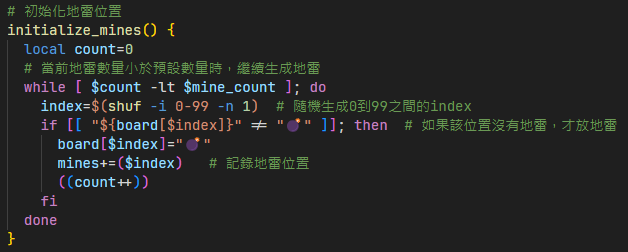 # 初始化地雷位置
initialize_mines() {
  local count=0
  # 當前地雷數量小於預設數量時，繼續生成地雷
  while [ $count -lt $mine_count ]; do
    index=$(shuf -i 0-99 -n 1)  # 隨機生成0到99之間的index
    if [[ "${board[$index]}" != "💣" ]]; then  # 如果該位置沒有地雷，才放地雷
      board[$index]="💣"
      mines+=($index)   # 記錄地雷位置
      ((count++))
    fi
  done
}